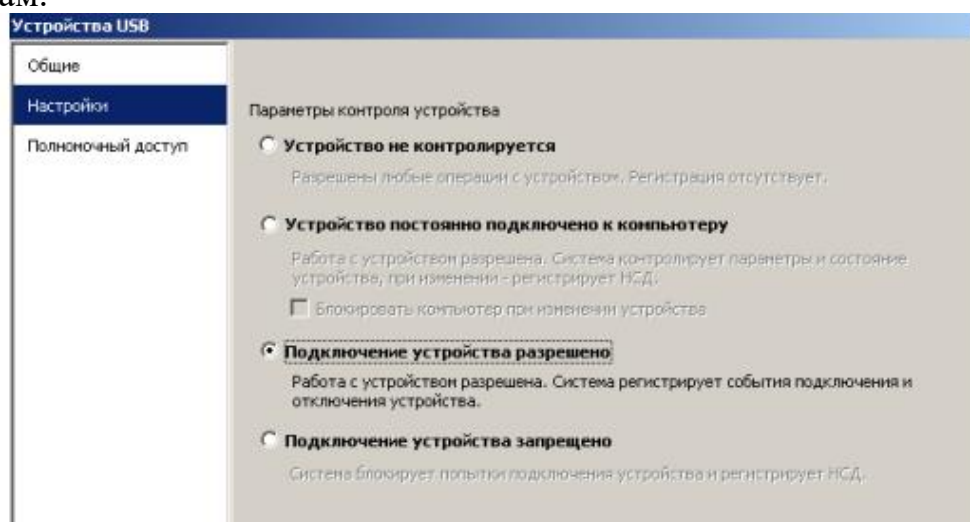 ам.
Устройства USB
Общие
Настройки
Полномочный доступ
Параметры контроля устройства
Устройство не контролируется
Разрешены любые операции с устройством. Регистрация отсутствует.
Устройство постоянно подключено к компьютеру
Работа с устройством разрешена. Система контролирует параметры и состояние
устройства, при изменении - регистрирует НСД.
Блокировать компьютер при изменении устройства
Подключение устройства разрешено
Работа с устройством разрешена. Система регистрирует события подключения и
отключения устройства.
Подключение устройства запрещено
Система блокирует попытки подключения устройства и регистрирует НСД.